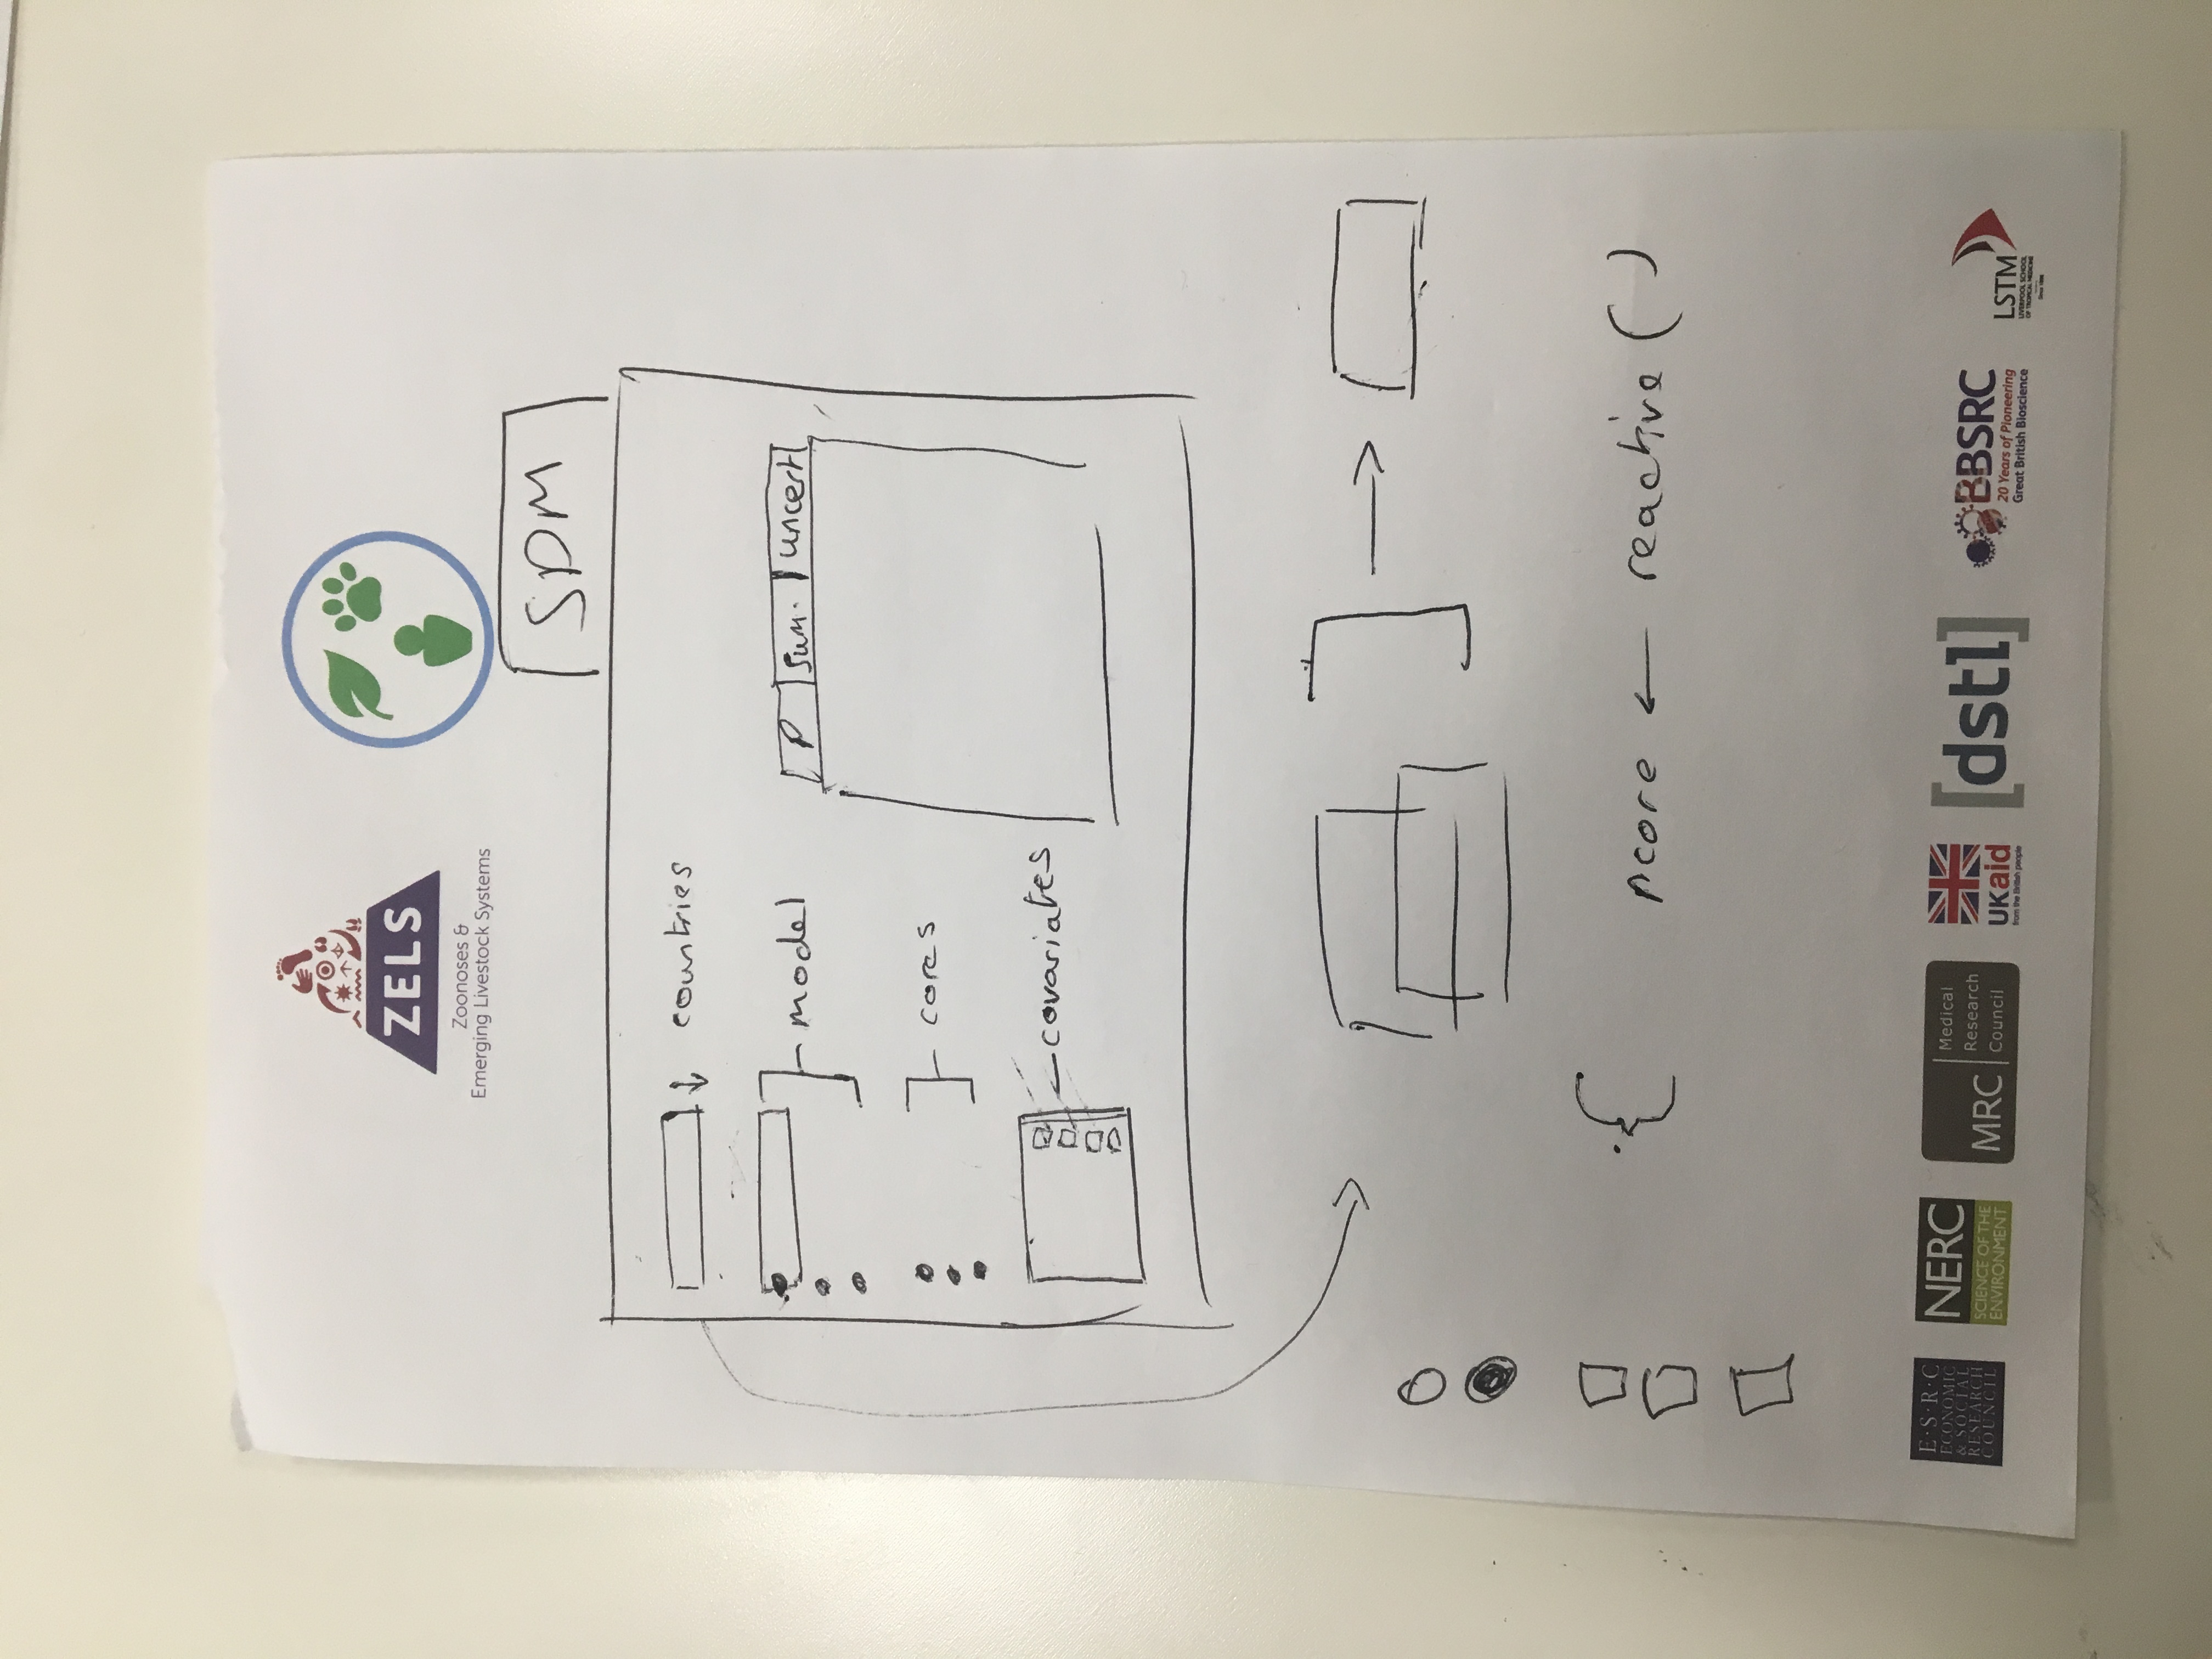 ZELS
Zoonoses &
Emerging Livestock Systems
SDM
countries
model
P sum. uncert
cores
covariates
ncore ← reactive ( )
E·S·R·C
ECONOMIC
& SOCIAL
RESEARCH
COUNCIL
NERC
SCIENCE OF THE
ENVIRONMENT
MRC
Medical
Research
Council
UKaid
from the British people
[dstl]
BBSRC
20 Years of Pioneering
Great British Bioscience
LSTM
LIVERPOOL SCHOOL
OF TROPICAL MEDICINE
Since 1898